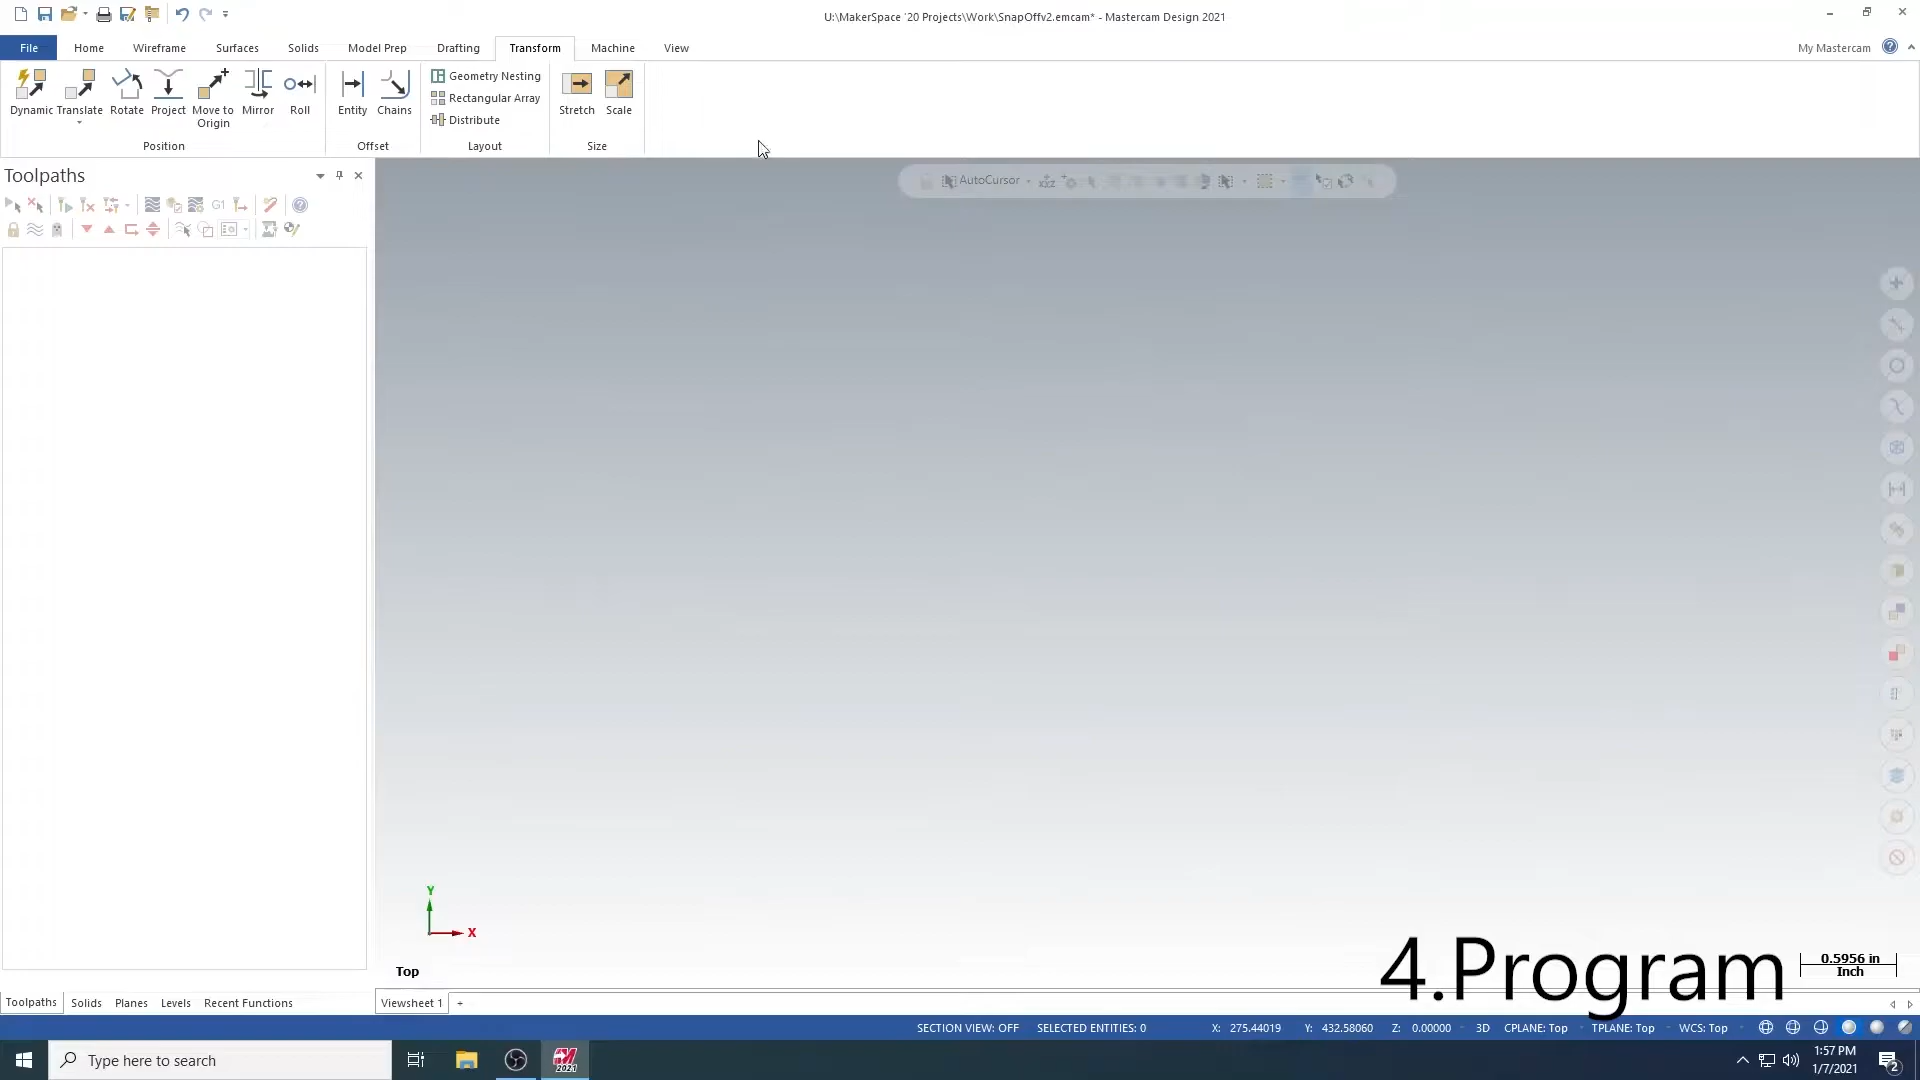 U:\MakerSpace '20 Projects\Work\SnapOffv2.emcam* - Mastercam Design 2021
File Home Wireframe Surfaces Solids Model Prep Drafting Transform Machine View My Mastercam
Dynamic Translate Rotate Project Move to Origin Mirror Roll
Position
Entity Chains
Offset
Geometry Nesting
Rectangular Array
Distribute
Layout
Stretch Scale
Size
Toolpaths
G1
AutoCursor
xyz
Y
X
Top
4.Program
0.5956 in
Inch
Toolpaths Solids Planes Levels Recent Functions
Viewsheet 1 +
SECTION VIEW: OFF SELECTED ENTITIES: 0 X: 275.44019 Y: 432.58060 Z: 0.00000 3D CPLANE: Top TPLANE: Top WCS: Top
Type here to search
2021
1:57 PM
1/7/2021
2